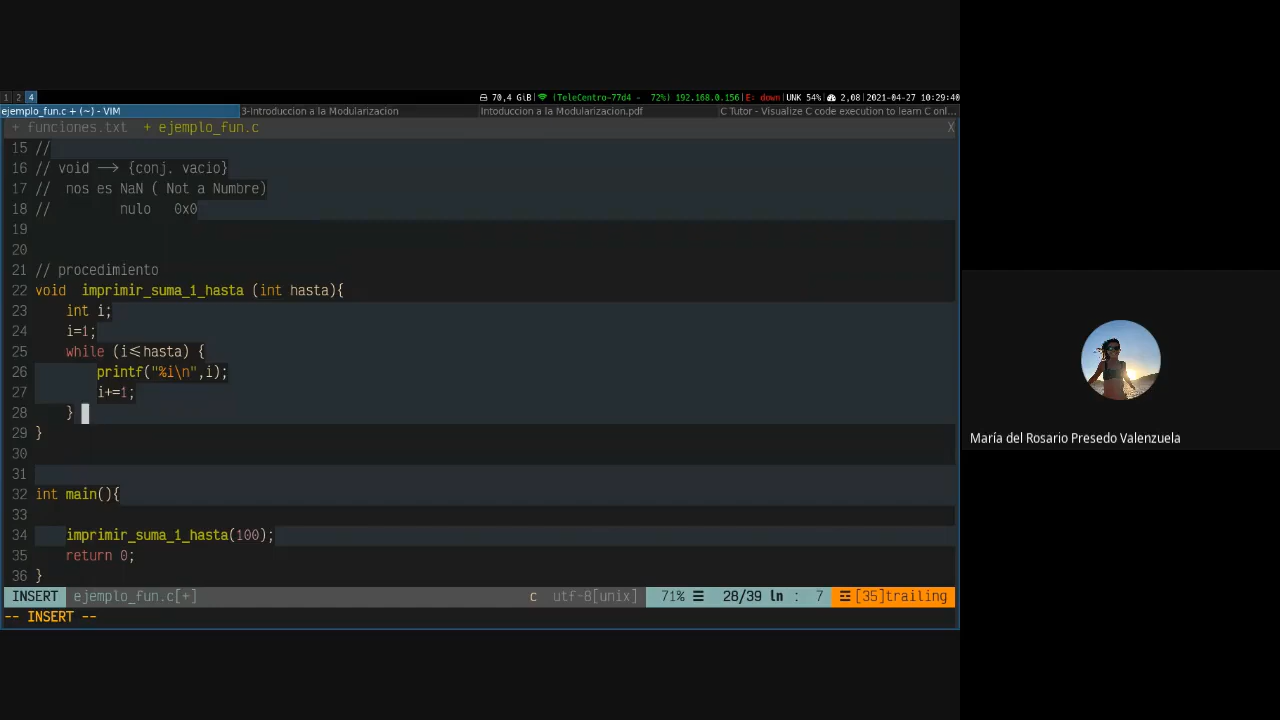 1 2 4
70,4 GiB| (TeleCentro-77d4 - 72%) 192.168.0.156|E: down|UNK 54%| 2,08|2021-04-27 10:29:40
ejemplo_fun.c + (~) - VIM
3-Introduccion a la Modularizacion
Intoduccion a la Modularizacion.pdf
C Tutor - Visualize C code execution to learn C onl...
+ funciones.txt + ejemplo_fun.c X
15 //
16 // void --> {conj. vacio}
17 // nos es NaN ( Not a Numbre)
18 // nulo 0x0
19
20
21 // procedimiento
22 void imprimir_suma_1_hasta (int hasta){
23 int i;
24 i=1;
25 while (i<=hasta) {
26 printf("%i\n",i);
27 i+=1;
28 }
29 }
30
31
32 int main(){
33
34 imprimir_suma_1_hasta(100);
35 return 0;
36 }
INSERT ejemplo_fun.c[+] c utf-8[unix] 71% ☰ 28/39 ln : 7 ☲ [35]trailing
-- INSERT --
María del Rosario Presedo Valenzuela